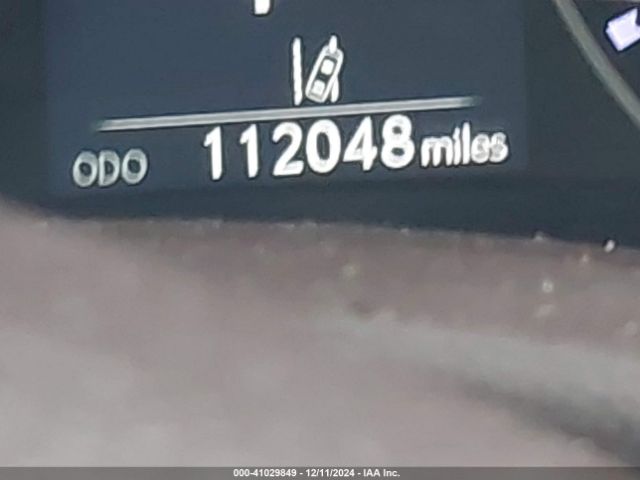 ODO 112048 miles
000-41029849 - 12/11/2024 - IAA Inc.